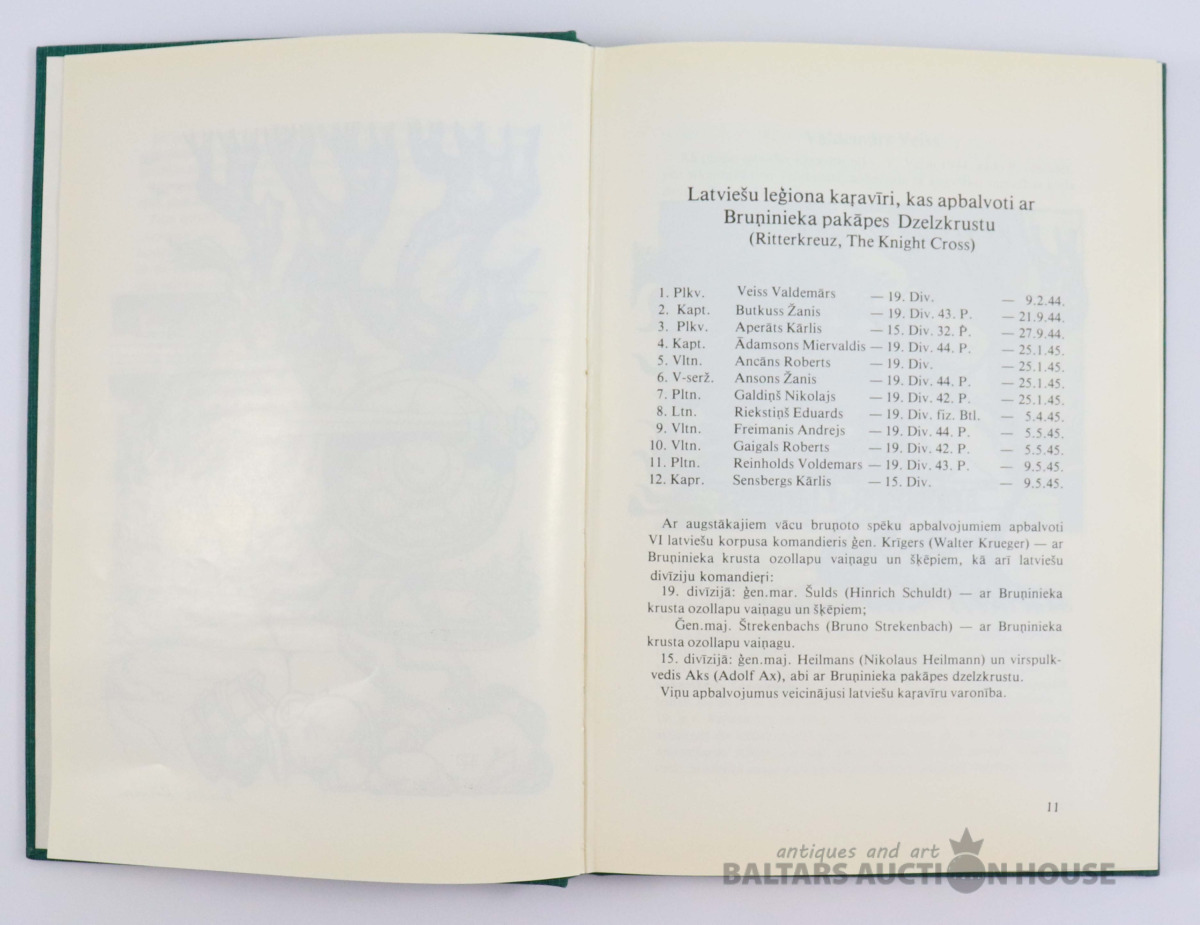 Latviešu leģiona kaŗavīri, kas apbalvoti ar
Bruņinieka pakāpes Dzelzkrustu
(Ritterkreuz, The Knight Cross)
1. Plkv. Veiss Valdemārs — 19. Div. — 9.2.44.
2. Kapt. Butkuss Žanis — 19. Div. 43. P. — 21.9.44.
3. Plkv. Aperāts Kārlis — 15. Div. 32. P. — 27.9.44.
4. Kapt. Ādamsons Miervaldis — 19. Div. 44. P. — 25.1.45.
5. Vltn. Ancāns Roberts — 19. Div. — 25.1.45.
6. V-serž. Ansons Žanis — 19. Div. 44. P. — 25.1.45.
7. Pltn. Galdiņš Nikolajs — 19. Div. 42. P. — 25.1.45.
8. Ltn. Riekstiņš Eduards — 19. Div. fiz. Btl. — 5.4.45.
9. Vltn. Freimanis Andrejs — 19. Div. 44. P. — 5.5.45.
10. Vltn. Gaigals Roberts — 19. Div. 42. P. — 5.5.45.
11. Pltn. Reinholds Voldemars — 19. Div. 43. P. — 9.5.45.
12. Kapr. Sensbergs Kārlis — 15. Div. — 9.5.45.
Ar augstākajiem vācu bruņoto spēku apbalvojumiem apbalvoti
VI latviešu korpusa komandieris ģen. Krīgers (Walter Krueger) — ar
Bruņinieka krusta ozollapu vaiņagu un šķēpiem, kā arī latviešu
divīziju komandieŗi:
19. divīzijā: ģen.mar. Šulds (Hinrich Schuldt) — ar Bruņinieka
krusta ozollapu vaiņagu un šķēpiem;
Ģen.maj. Štrekenbachs (Bruno Strekenbach) — ar Bruņinieka
krusta ozollapu vaiņagu.
15. divīzijā: ģen.maj. Heilmans (Nikolaus Heilmann) un virspulk-
vedis Aks (Adolf Ax), abi ar Bruņinieka pakāpes dzelzkrustu.
Viņu apbalvojumus veicinājusi latviešu kaŗavīru varonība.
11
antiques and art
BALTARS AUCTION HOUSE